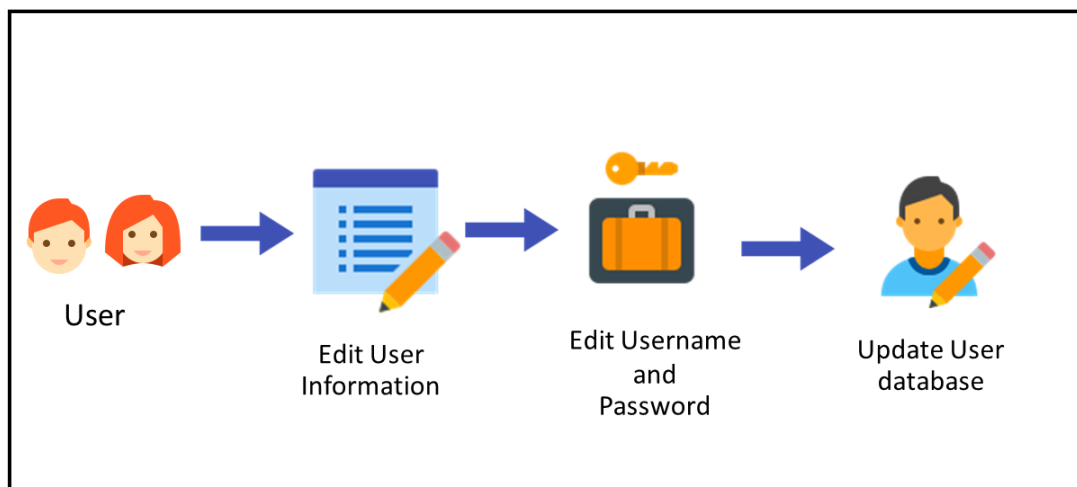 User
Edit User
Information
Edit Username
and
Password
Update User
database